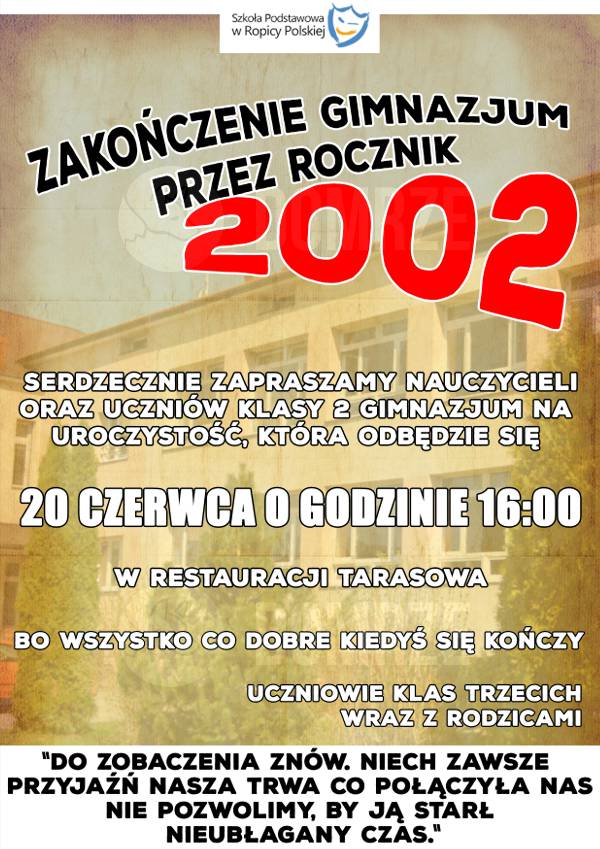 Szkoła Podstawowa
w Ropicy Polskiej
ZAKOŃCZENIE GIMNAZJUM
PRZEZ ROCZNIK
2002
SERDZECZNIE ZAPRASZAMY NAUCZYCIELI
ORAZ UCZNIÓW KLASY 2 GIMNAZJUM NA
UROCZYSTOŚĆ, KTÓRA ODBĘDZIE SIĘ
20 CZERWCA O GODZINIE 16:00
W RESTAURACJI TARASOWA
BO WSZYSTKO CO DOBRE KIEDYŚ SIĘ KOŃCZY
UCZNIOWIE KLAS TRZECICH
WRAZ Z RODZICAMI
"DO ZOBACZENIA ZNÓW. NIECH ZAWSZE
PRZYJAŹŃ NASZA TRWA CO POŁĄCZYŁA NAS
NIE POZWOLIMY, BY JĄ STARŁ
NIEUBŁAGANY CZAS."